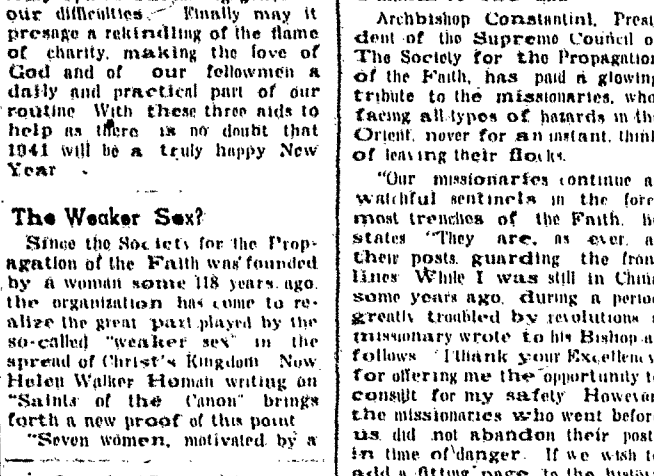 our difficulties. Finally may it
presage a rekindling of the flame
of charity, making the love of
God and of our fellowmen a
daily and practical part of our
routine With these three aids to
help as there is no doubt that
1941 will be a truly happy New
Year
The Weaker Sex?
Since the Society for the Prop-
agation of the Faith was founded
by a woman some 118 years ago,
the organization has come to re-
alize the great part played by the
so-called "weaker sex" in the
spread of Christ's Kingdom Now
Helen Walker Homan writing on
"Saints of the Canon" brings
forth a new proof of this point
"Seven women, motivated by a
Archbishop Constantini, Presi
dent of the Supreme Council o
The Society for the Propagation
of the Faith, has paid a glowing
tribute to the missionaries, who
facing all types of hazards in the
Orient, never for an instant, think
of leaving their flocks.
"Our missionaries continue a
watchful sentinels in the fore
most trenches of the Faith, he
states "They are, as ever, a
their posts, guarding the fron
lines While I was still in China
some years ago, during a period
greatly troubled by revolutions
missionary wrote to his Bishop a
follows 'Thank your Excellency
for offering me the opportunity t
consult for my safety However
the missionaries who went befor
us did not abandon their post
in time of danger. If we wish t
add a fitting page to the